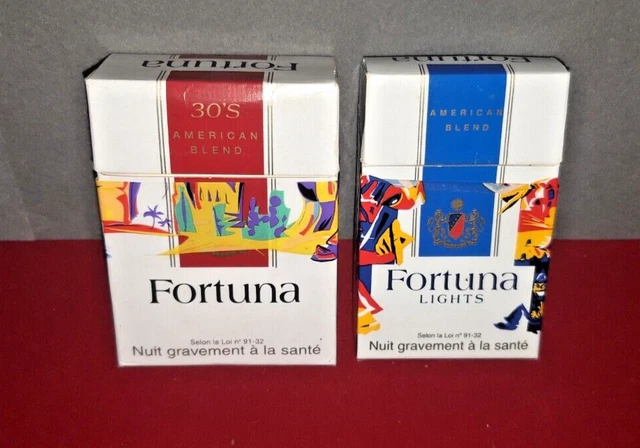 Fortuna
30'S
AMERICAN
BLEND
Fortuna
Selon la Loi n° 91-32
Nuit gravement à la santé
Fortuna
AMERICAN
BLEND
Fortuna
LIGHTS
Selon la Loi n° 91-32
Nuit gravement à la santé